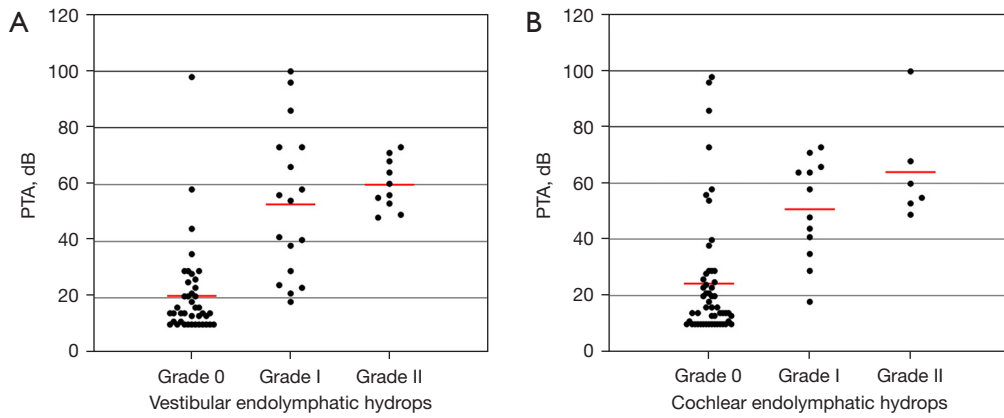 A
PTA, dB
120
100
80
60
40
20
0
Grade 0 Grade I Grade II
Vestibular endolymphatic hydrops
B
PTA, dB
120
100
80
60
40
20
0
Grade 0 Grade I Grade II
Cochlear endolymphatic hydrops